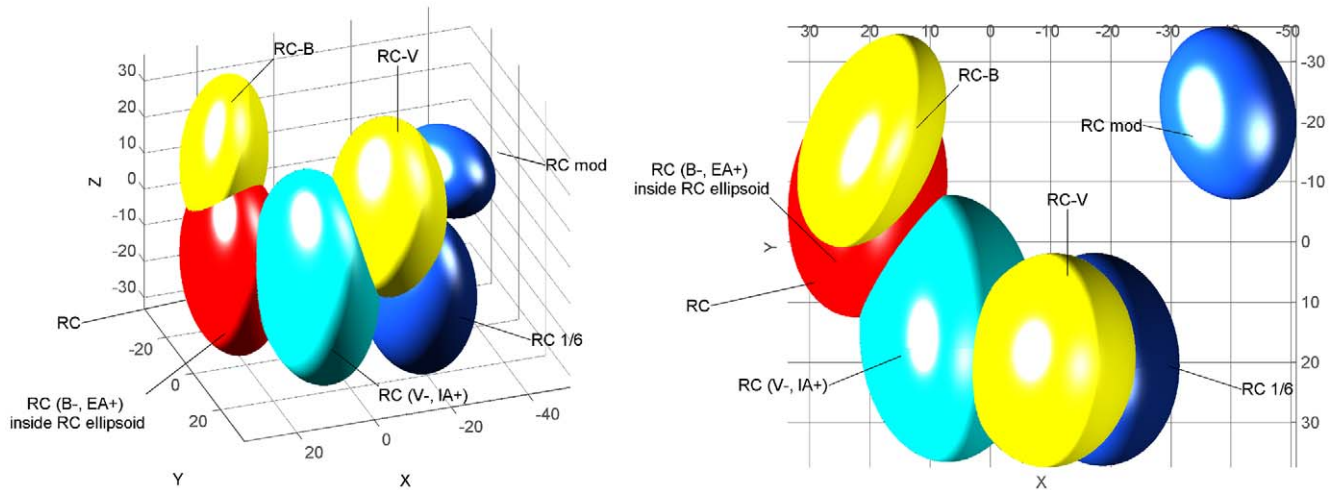 RC-B
RC-V
RC mod
30
20
10
0
-10
-20
-30
Z
RC
RC 1/6
RC (B-, EA+)
inside RC ellipsoid
RC (V-, IA+)
-20
0
20
Y
20
0
-20
-40
X
30
20
10
0
-10
-20
-30
-40
-50
-30
-20
-10
0
10
20
30
RC-B
RC mod
RC (B-, EA+)
inside RC ellipsoid
RC-V
Y
RC
RC (V-, IA+)
RC 1/6
X